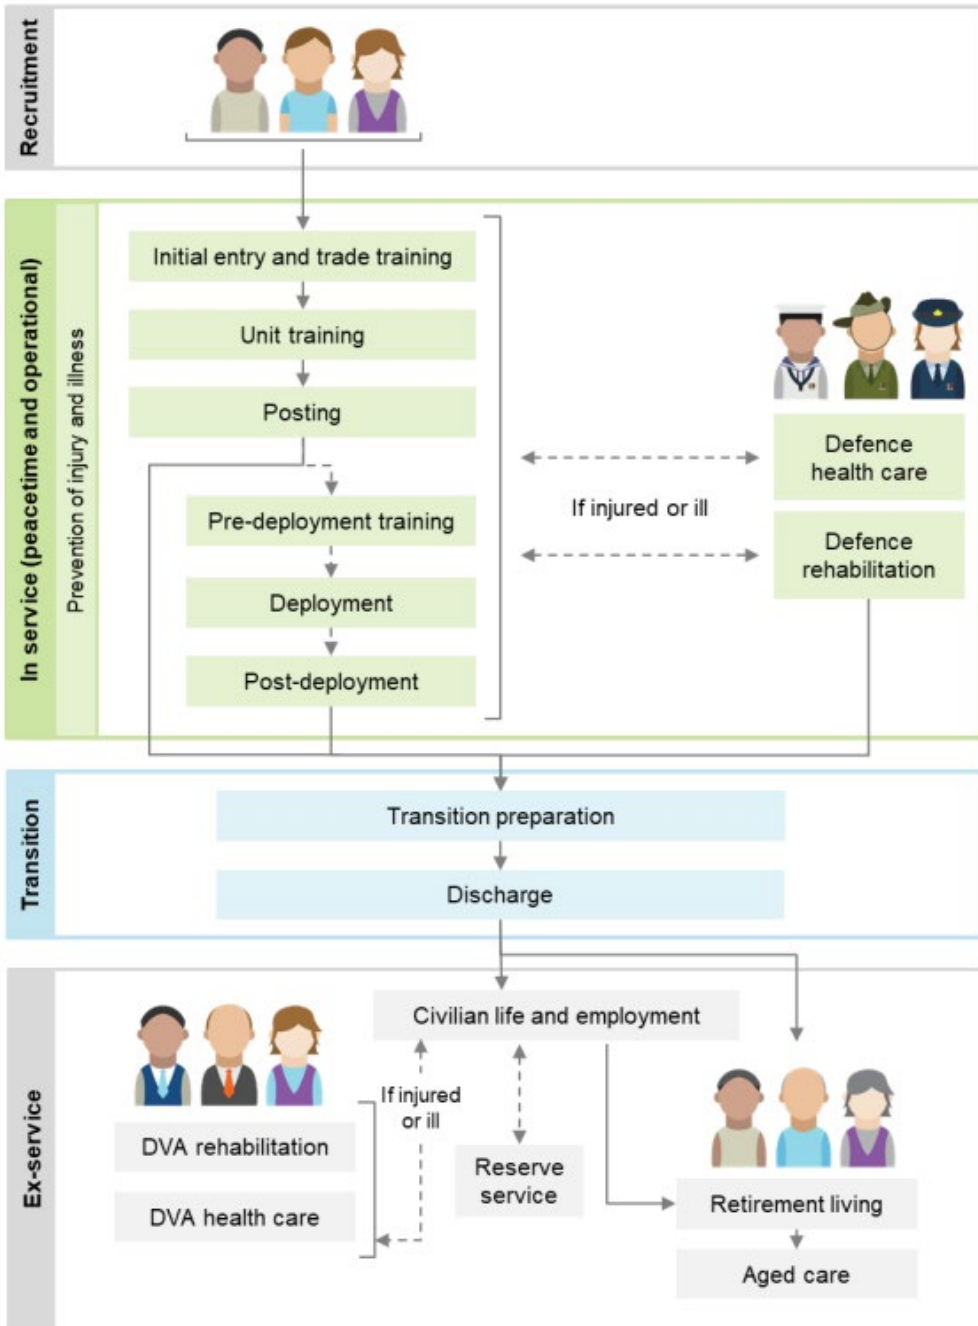 Recruitment
In service (peacetime and operational)
Prevention of injury and illness
Initial entry and trade training
Unit training
Posting
Pre-deployment training
Deployment
Post-deployment
If injured or ill
Defence
health care
Defence
rehabilitation
Transition
Transition preparation
Discharge
Ex-service
Civilian life and employment
If injured
or ill
DVA rehabilitation
DVA health care
Reserve
service
Retirement living
Aged care